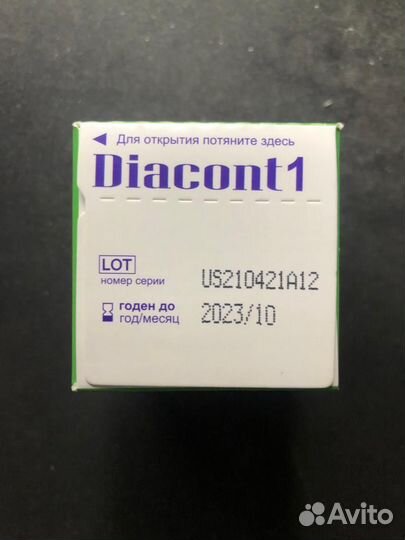 Для открытия потяните здесь
Diacont1
LOT
номер серии
US210421A12
годен до
год/месяц
2023/10
Avito